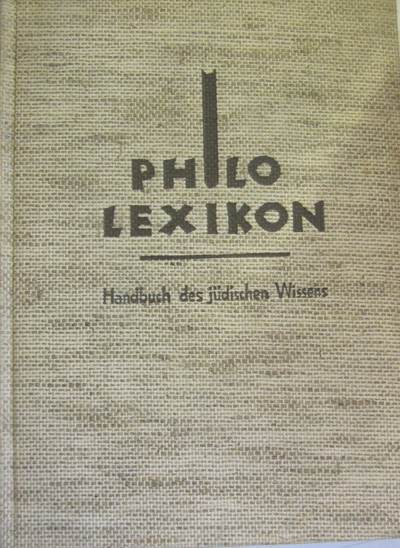 PHILO
LEXIKON
Handbuch des jüdischen Wissens